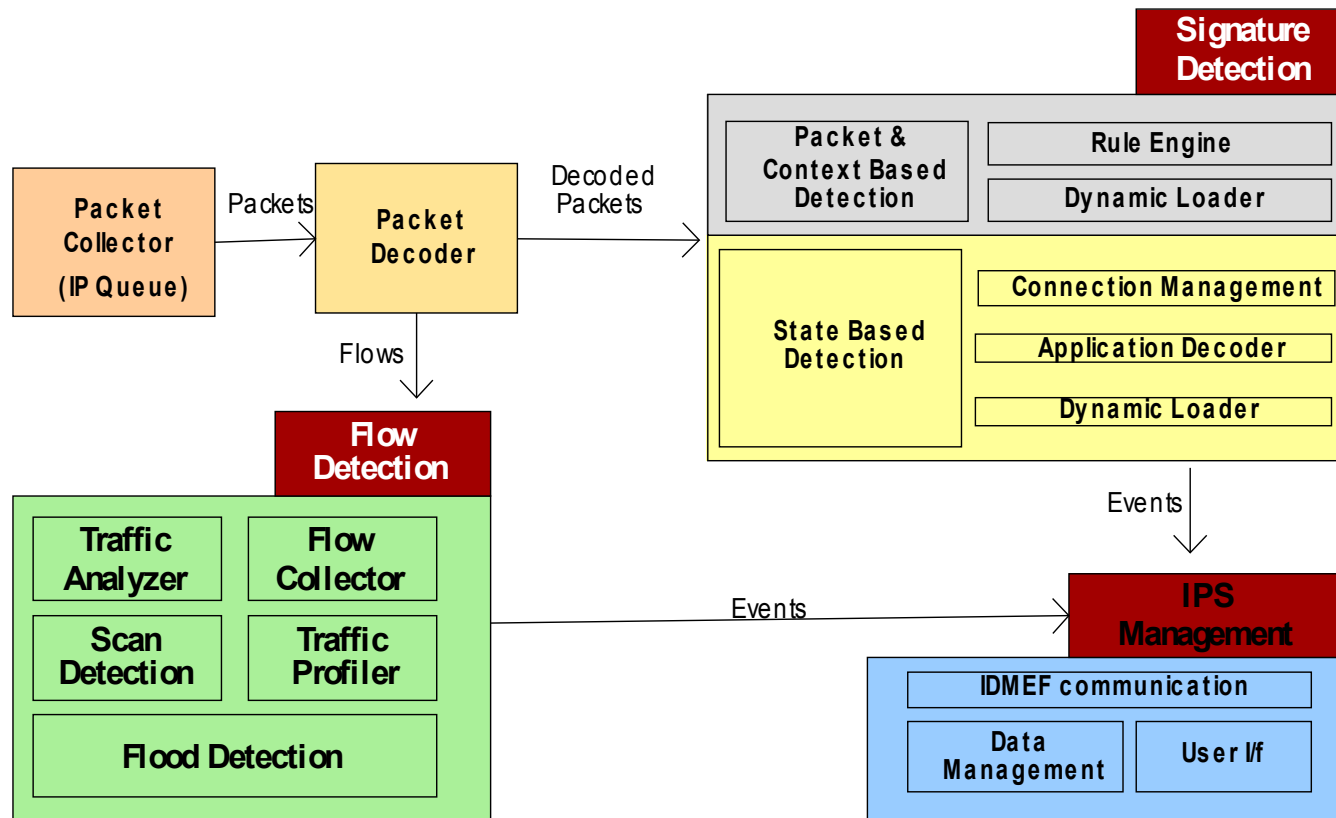 Signature
Detection
Packet &
Context Based
Detection
Rule Engine
Dynamic Loader
Packet
Collector
(IP Queue)
Packets
Packet
Decoder
Decoded
Packets
State Based
Detection
Connection Management
Application Decoder
Dynamic Loader
Flows
Flow
Detection
Events
Traffic
Analyzer
Flow
Collector
Scan
Detection
Traffic
Profiler
Flood Detection
Events
IPS
Management
IDMEF communication
Data
Management
User I/f